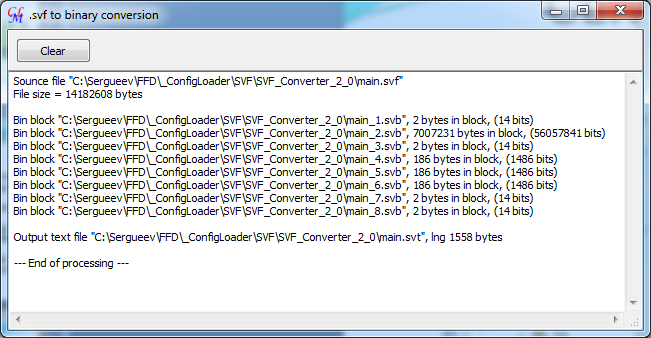 .svf to binary conversion
Clear
Sounce file "C:\Sergueev\FFD\_ConfigLoader\SVF\SVF_Converter_2_0\main.svf"
File size = 14182608 bytes
Bin block "C:\Sergueev\FFD\_ConfigLoader\SVF\SVF_Converter_2_0\main_1.svb", 2 bytes in block, (14 bits)
Bin block "C:\Sergueev\FFD\_ConfigLoader\SVF\SVF_Converter_2_0\main_2.svb", 7007231 bytes in block, (56057841 bits)
Bin block "C:\Sergueev\FFD\_ConfigLoader\SVF\SVF_Converter_2_0\main_3.svb", 2 bytes in block, (14 bits)
Bin block "C:\Sergueev\FFD\_ConfigLoader\SVF\SVF_Converter_2_0\main_4.svb", 186 bytes in block, (1486 bits)
Bin block "C:\Sergueev\FFD\_ConfigLoader\SVF\SVF_Converter_2_0\main_5.svb", 186 bytes in block, (1486 bits)
Bin block "C:\Sergueev\FFD\_ConfigLoader\SVF\SVF_Converter_2_0\main_6.svb", 186 bytes in block, (1486 bits)
Bin block "C:\Sergueev\FFD\_ConfigLoader\SVF\SVF_Converter_2_0\main_7.svb", 2 bytes in block, (14 bits)
Bin block "C:\Sergueev\FFD\_ConfigLoader\SVF\SVF_Converter_2_0\main_8.svb", 2 bytes in block, (14 bits)
Output text file "C:\Sergueev\FFD\_ConfigLoader\SVF\SVF_Converter_2_0\main.svt", lng 1558 bytes
--- End of processing ---